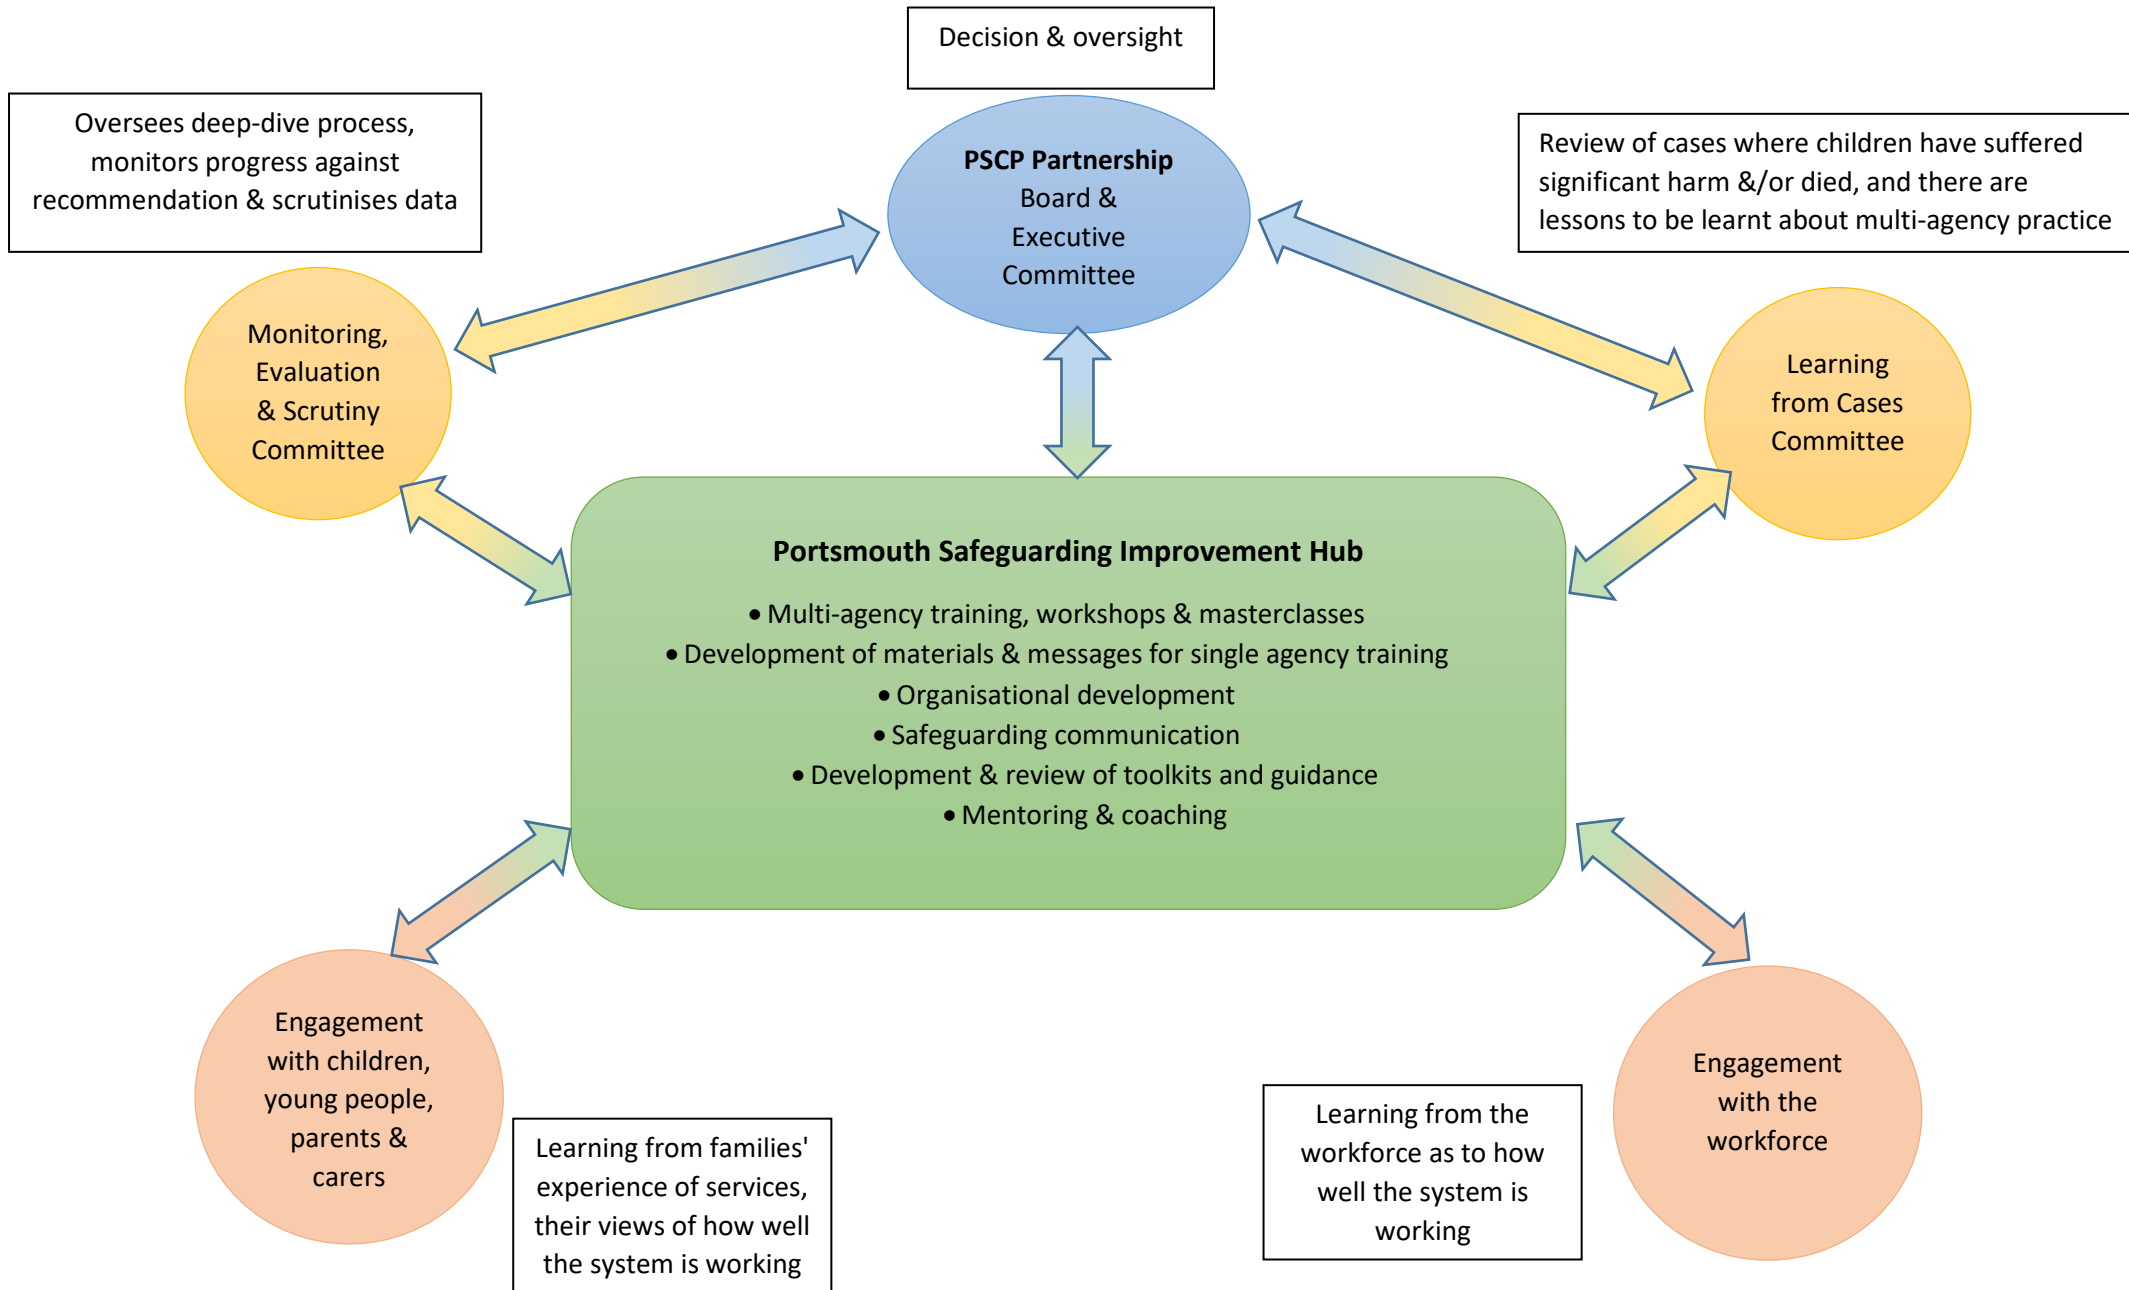 Decision & oversight
Oversees deep-dive process,
monitors progress against
recommendation & scrutinises data
PSCP Partnership
Board &
Executive
Committee
Review of cases where children have suffered
significant harm &/or died, and there are
lessons to be learnt about multi-agency practice
Monitoring,
Evaluation
& Scrutiny
Committee
Learning
from Cases
Committee
Portsmouth Safeguarding Improvement Hub
• Multi-agency training, workshops & masterclasses
• Development of materials & messages for single agency training
• Organisational development
• Safeguarding communication
• Development & review of toolkits and guidance
• Mentoring & coaching
Engagement
with children,
young people,
parents &
carers
Learning from families'
experience of services,
their views of how well
the system is working
Learning from the
workforce as to how
well the system is
working
Engagement
with the
workforce